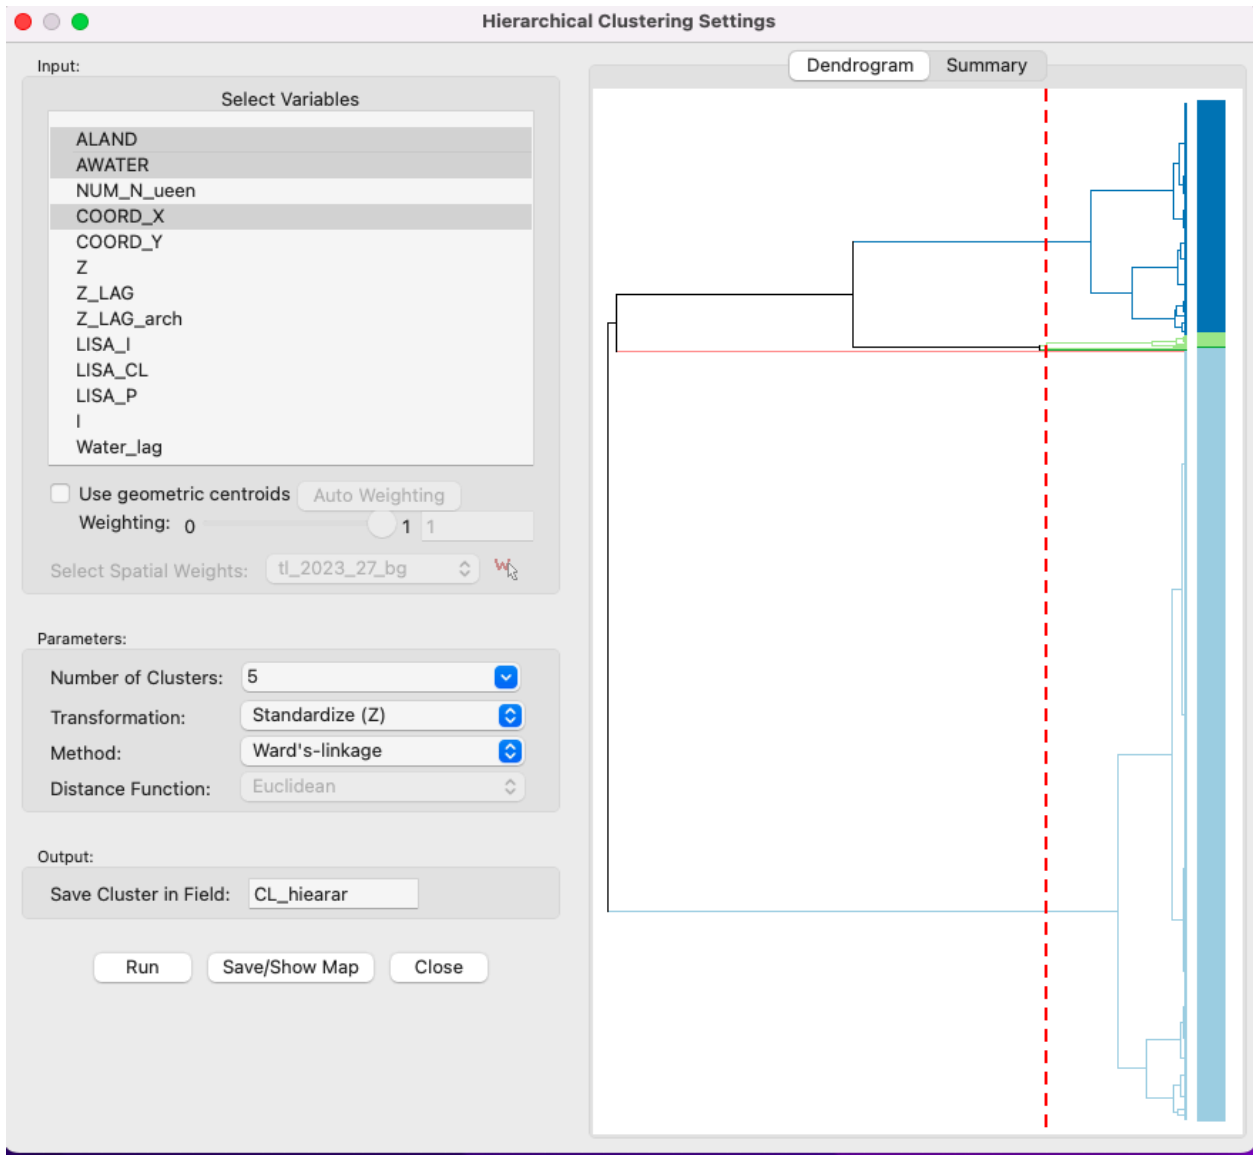 Hierarchical Clustering Settings
Input:
Select Variables
ALAND
AWATER
NUM_N_ueen
COORD_X
COORD_Y
Z
Z_LAG
Z_LAG_arch
LISA_I
LISA_CL
LISA_P
I
Water_lag
Use geometric centroids Auto Weighting
Weighting: 0 1 1
Select Spatial Weights: tl_2023_27_bg W
Parameters:
Number of Clusters: 5
Transformation: Standardize (Z)
Method: Ward's-linkage
Distance Function: Euclidean
Output:
Save Cluster in Field: CL_hiearar
Run Save/Show Map Close
Dendrogram Summary